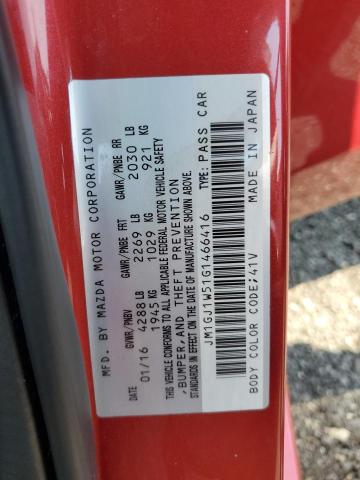 MFD. BY MAZDA MOTOR CORPORATION
GVWR/PNBV GAWR/PNBE FRT GAWR/PNBE RR
DATE 4288 LB 2269 LB 2030 LB
01/16 1945 KG 1029 KG 921 KG
THIS VEHICLE CONFORMS TO ALL APPLICABLE FEDERAL MOTOR VEHICLE SAFETY
, BUMPER, AND THEFT PREVENTION
STANDARDS IN EFFECT ON THE DATE OF MANUFACTURE SHOWN ABOVE.
JM1GJ1W51G1466416 TYPE: PASS CAR
BODY COLOR CODE: 41V MADE IN JAPAN